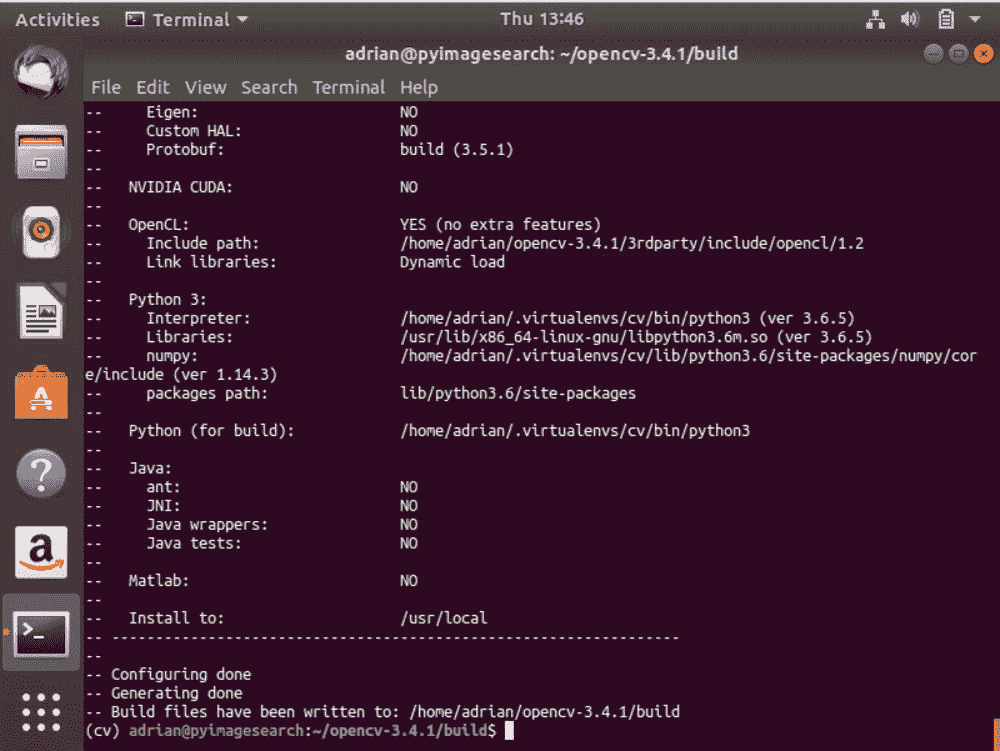 Activities Terminal Thu 13:46
adrian@pyimagesearch: ~/opencv-3.4.1/build
File Edit View Search Terminal Help
-- Eigen: NO
-- Custom HAL: NO
-- Protobuf: build (3.5.1)
--
-- NVIDIA CUDA: NO
--
-- OpenCL: YES (no extra features)
-- Include path: /home/adrian/opencv-3.4.1/3rdparty/include/opencl/1.2
-- Link libraries: Dynamic load
--
-- Python 3:
-- Interpreter: /home/adrian/.virtualenvs/cv/bin/python3 (ver 3.6.5)
-- Libraries: /usr/lib/x86_64-linux-gnu/libpython3.6m.so (ver 3.6.5)
-- numpy: /home/adrian/.virtualenvs/cv/lib/python3.6/site-packages/numpy/cor
e/include (ver 1.14.3)
-- packages path: lib/python3.6/site-packages
--
-- Python (for build): /home/adrian/.virtualenvs/cv/bin/python3
--
-- Java:
-- ant: NO
-- JNI: NO
-- Java wrappers: NO
-- Java tests: NO
--
-- Matlab: NO
--
-- Install to: /usr/local
-- -----------------------------------------------------------------
--
-- Configuring done
-- Generating done
-- Build files have been written to: /home/adrian/opencv-3.4.1/build
(cv) adrian@pyimagesearch:~/opencv-3.4.1/build$